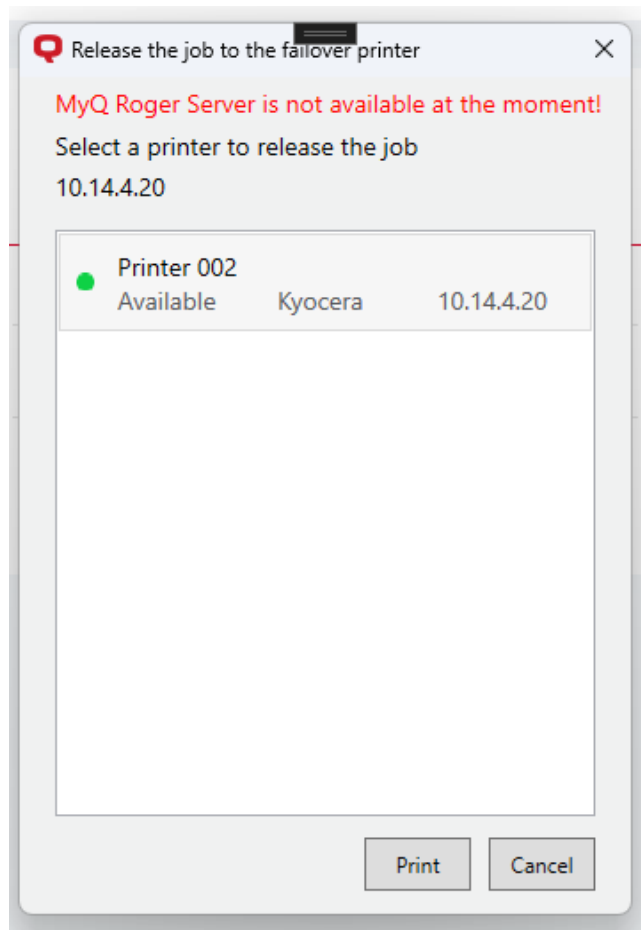 Release the job to the failover printer
MyQ Roger Server is not available at the moment!
Select a printer to release the job
10.14.4.20
Printer 002
Available Kyocera 10.14.4.20
Print Cancel